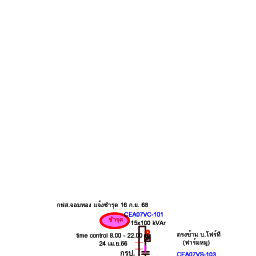 กฟส.จอมทอง แจ้งชำรุด 16 ก.ย. 68
CEA07VC-101
ชำรุด
15x100 kVAr
time control 8.00 - 22.00
ตรงข้าม บ.โฟร์ที
24 เม.ย.66
(ฟาร์มหมู)
กรบ.
CEA07VS-103